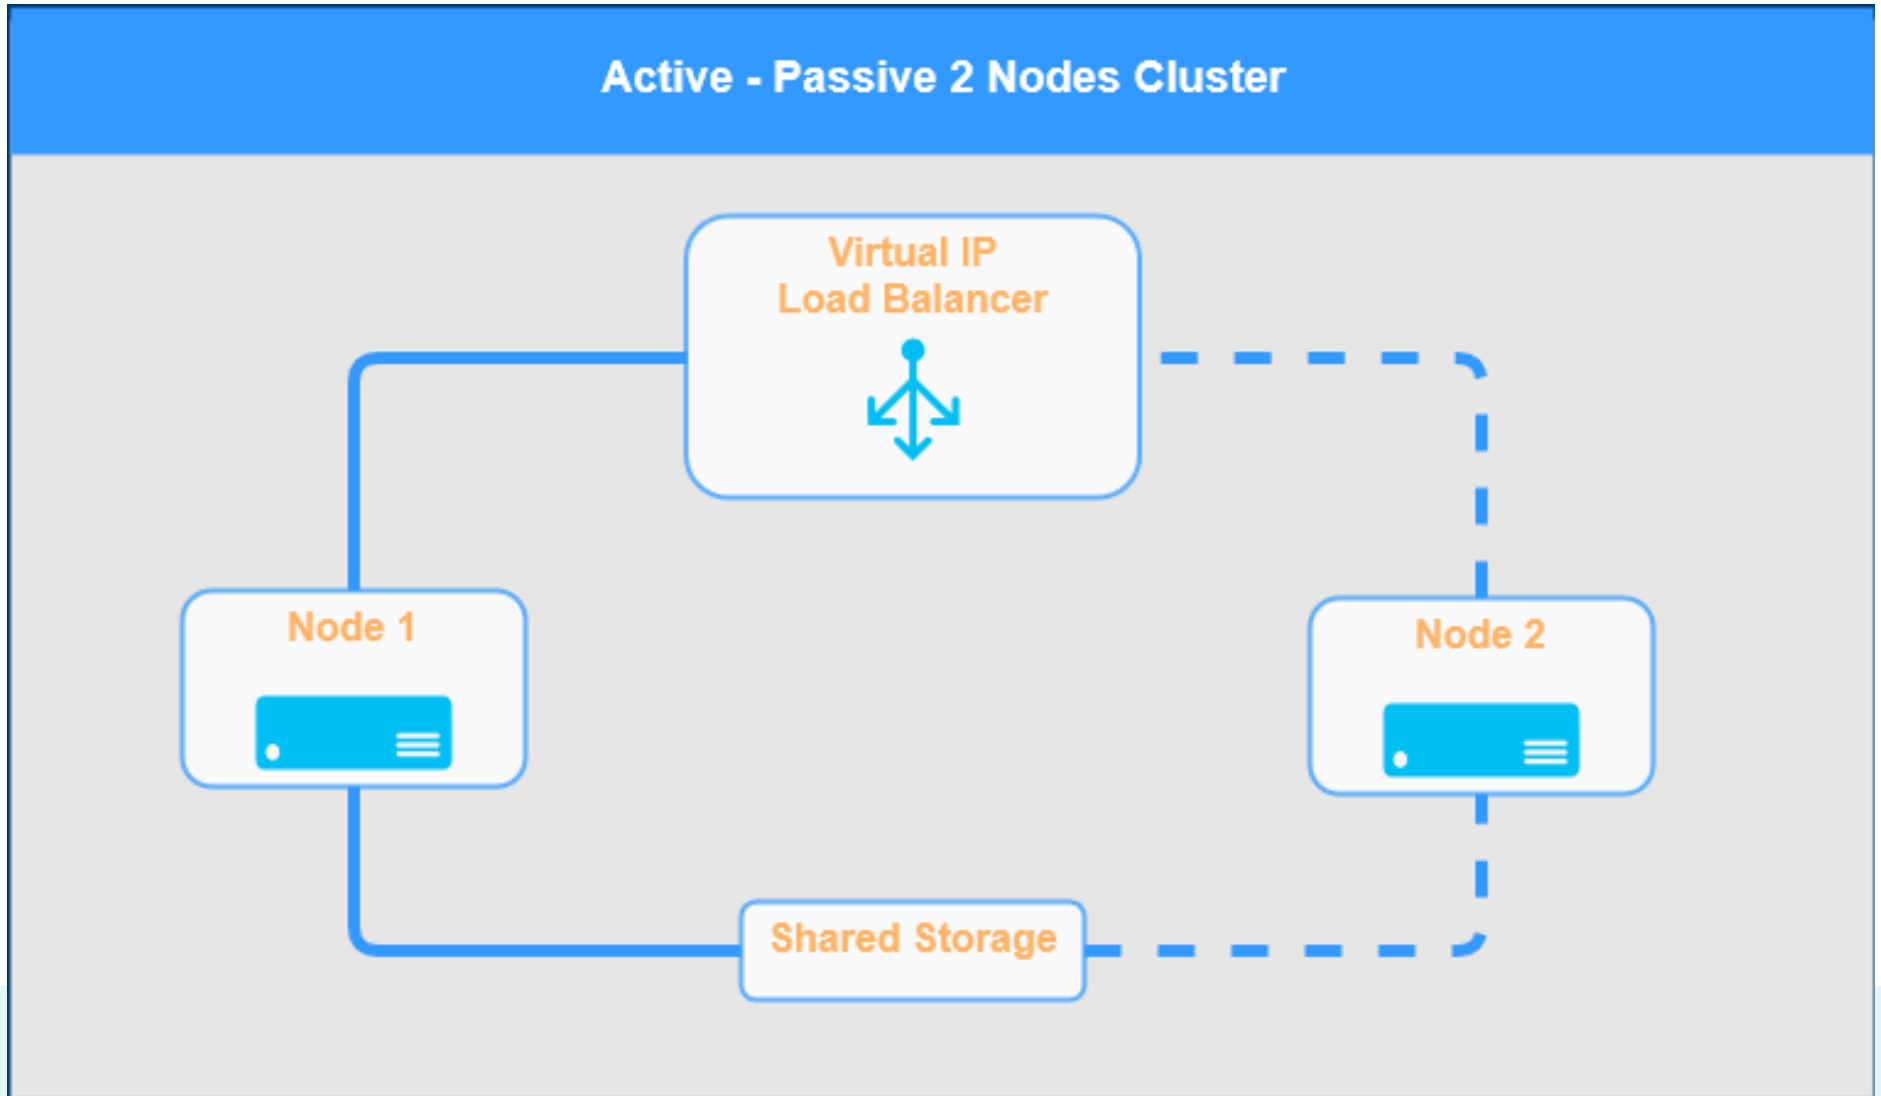 Active - Passive 2 Nodes Cluster
Virtual IP
Load Balancer
Node 1
Node 2
Shared Storage